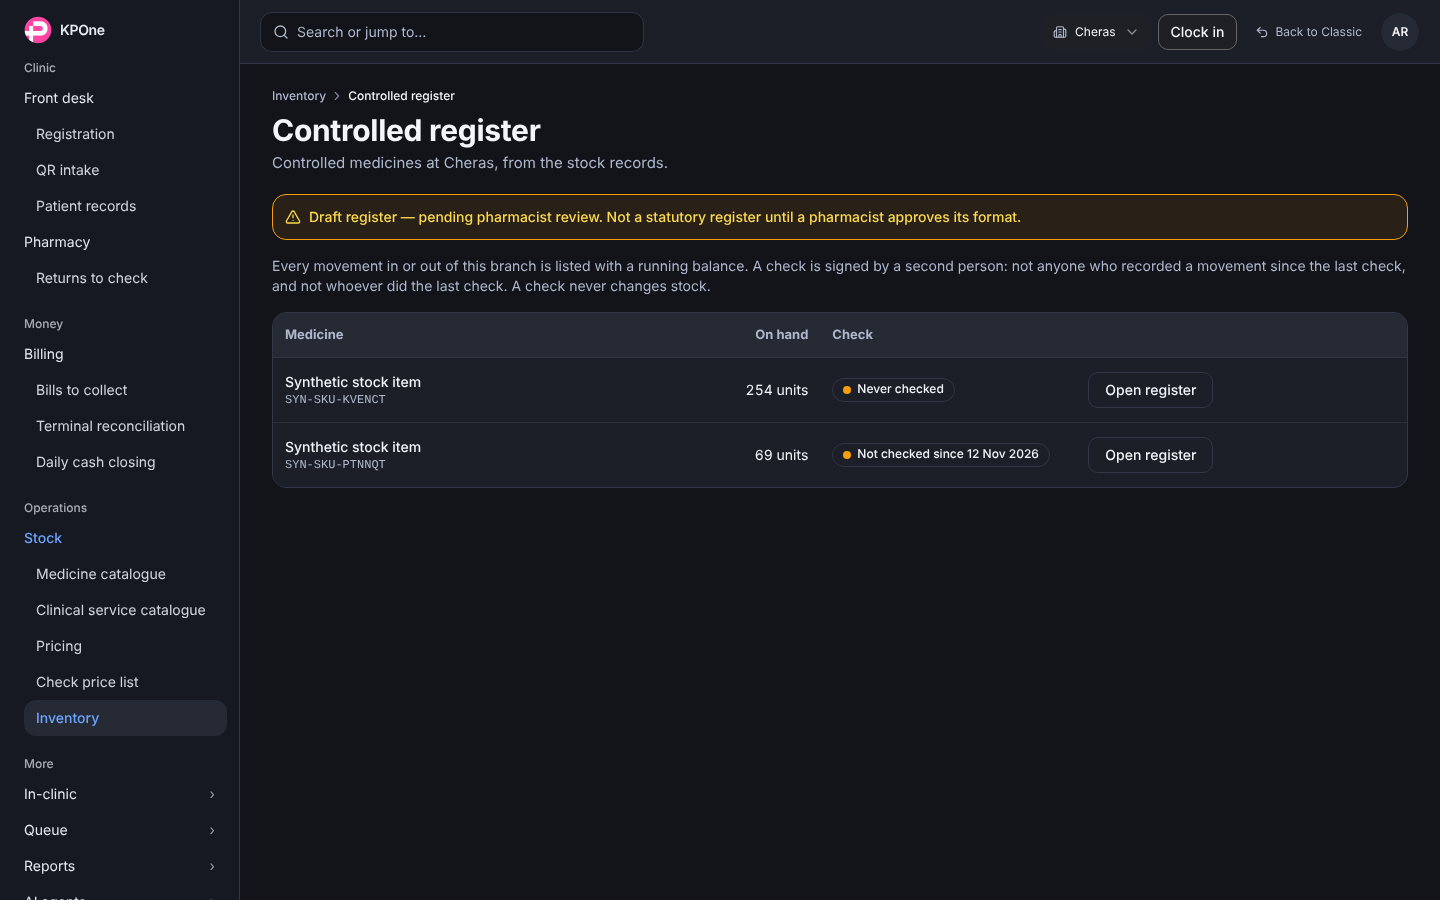 KPOne
Search or jump to...
Cheras
Clock in
Back to Classic
AR
Clinic
Front desk
Registration
QR intake
Patient records
Pharmacy
Returns to check
Money
Billing
Bills to collect
Terminal reconciliation
Daily cash closing
Operations
Stock
Medicine catalogue
Clinical service catalogue
Pricing
Check price list
Inventory
More
In-clinic
Queue
Reports
AI agents
Inventory > Controlled register
Controlled register
Controlled medicines at Cheras, from the stock records.
Draft register — pending pharmacist review. Not a statutory register until a pharmacist approves its format.
Every movement in or out of this branch is listed with a running balance. A check is signed by a second person: not anyone who recorded a movement since the last check,
and not whoever did the last check. A check never changes stock.
Medicine On hand Check
Synthetic stock item 254 units Never checked Open register
SYN-SKU-KVENCT
Synthetic stock item 69 units Not checked since 12 Nov 2026 Open register
SYN-SKU-PTNNQT